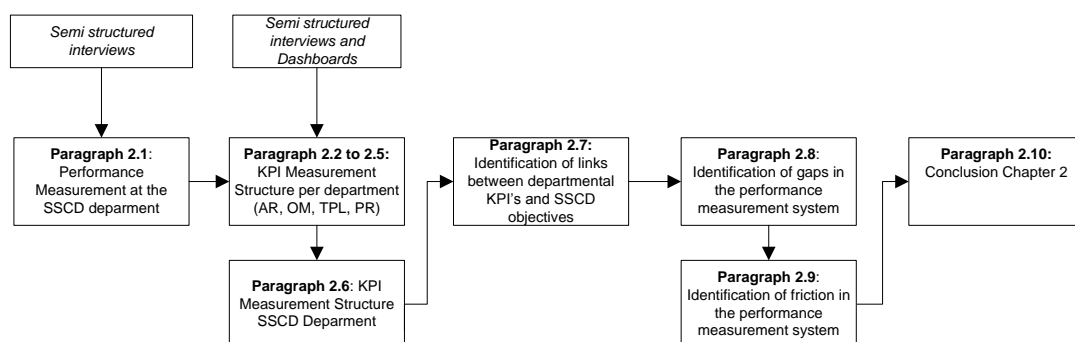 Semi structured
interviews
Semi structured
interviews and
Dashboards
Paragraph 2.1:
Performance
Measurement at the
SSCD deparment
Paragraph 2.2 to 2.5:
KPI Measurement
Structure per department
(AR, OM, TPL, PR)
Paragraph 2.6: KPI
Measurement Structure
SSCD Deparment
Paragraph 2.7:
Identification of links
between departmental
KPI’s and SSCD
objectives
Paragraph 2.8:
Identification of gaps in
the performance
measurement system
Paragraph 2.9:
Identification of friction in
the performance
measurement system
Paragraph 2.10:
Conclusion Chapter 2